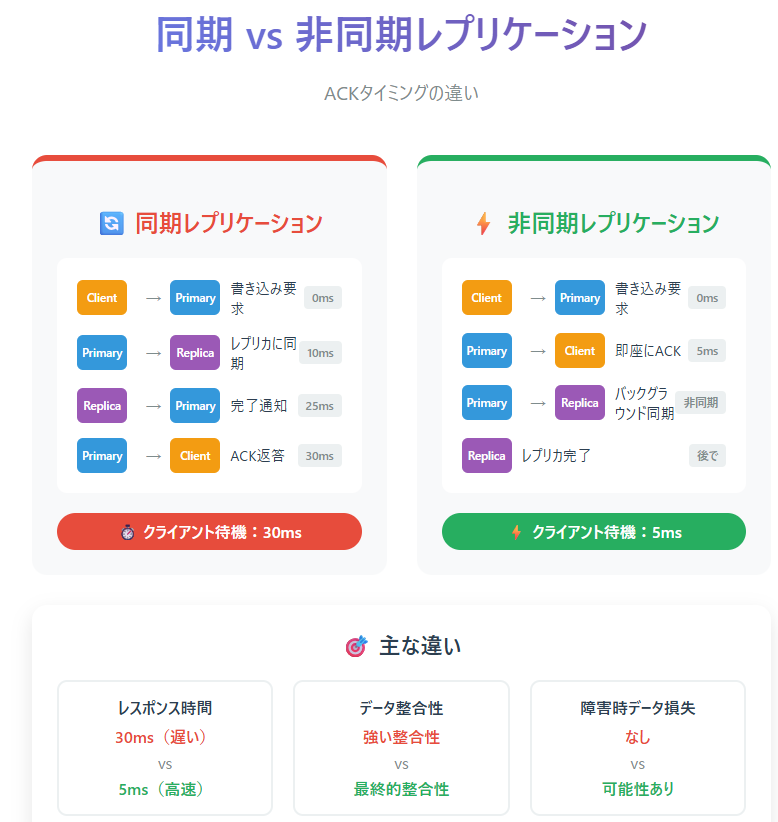 同期 vs 非同期レプリケーション
ACKタイミングの違い
同期レプリケーション
Client → Primary 書き込み要
求 0ms
Primary → Replica レプリカに同
期 10ms
Replica → Primary 完了通知 25ms
Primary → Client ACK返答 30ms
クライアント待機：30ms
非同期レプリケーション
Client → Primary 書き込み要
求 0ms
Primary → Client 即座にACK 5ms
Primary → Replica バックグラ
ウンド同期 非同期
Replica レプリカ完了 後で
クライアント待機：5ms
主な違い
レスポンス時間
30ms（遅い）
vs
5ms（高速）
データ整合性
強い整合性
vs
最終的整合性
障害時データ損失
なし
vs
可能性あり